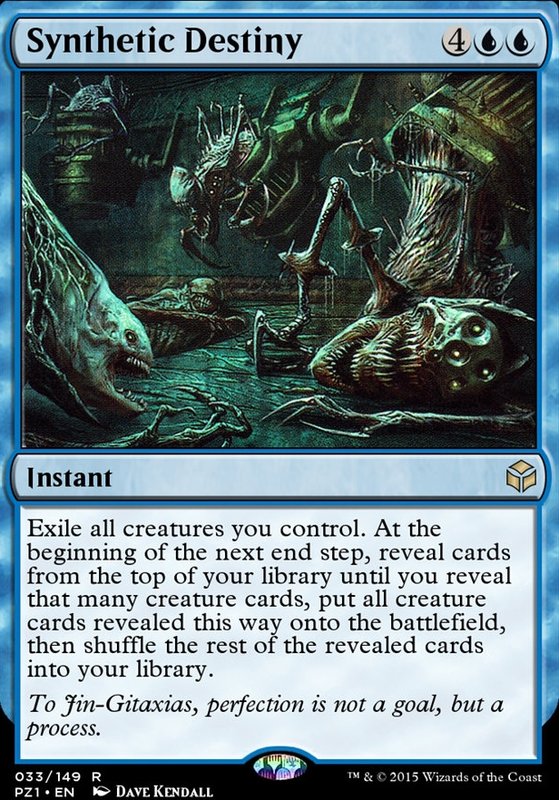 Synthetic Destiny 4
Instant
Exile all creatures you control. At the
beginning of the next end step, reveal cards
from the top of your library until you reveal
that many creature cards, put all creature
cards revealed this way onto the battlefield,
then shuffle the rest of the revealed cards
into your library.
To Jin-Gitaxias, perfection is not a goal, but a
process.
033/149 R
PZ1 • EN DAVE KENDALL
™ & © 2015 Wizards of the Coast